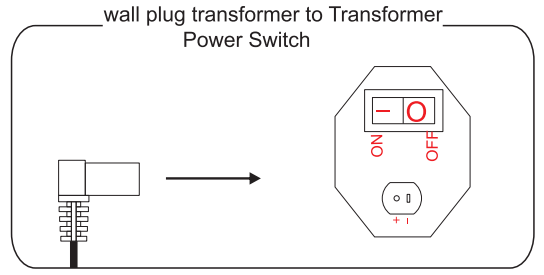 wall plug transformer to Transformer
Power Switch
– O
ON OFF
+ –